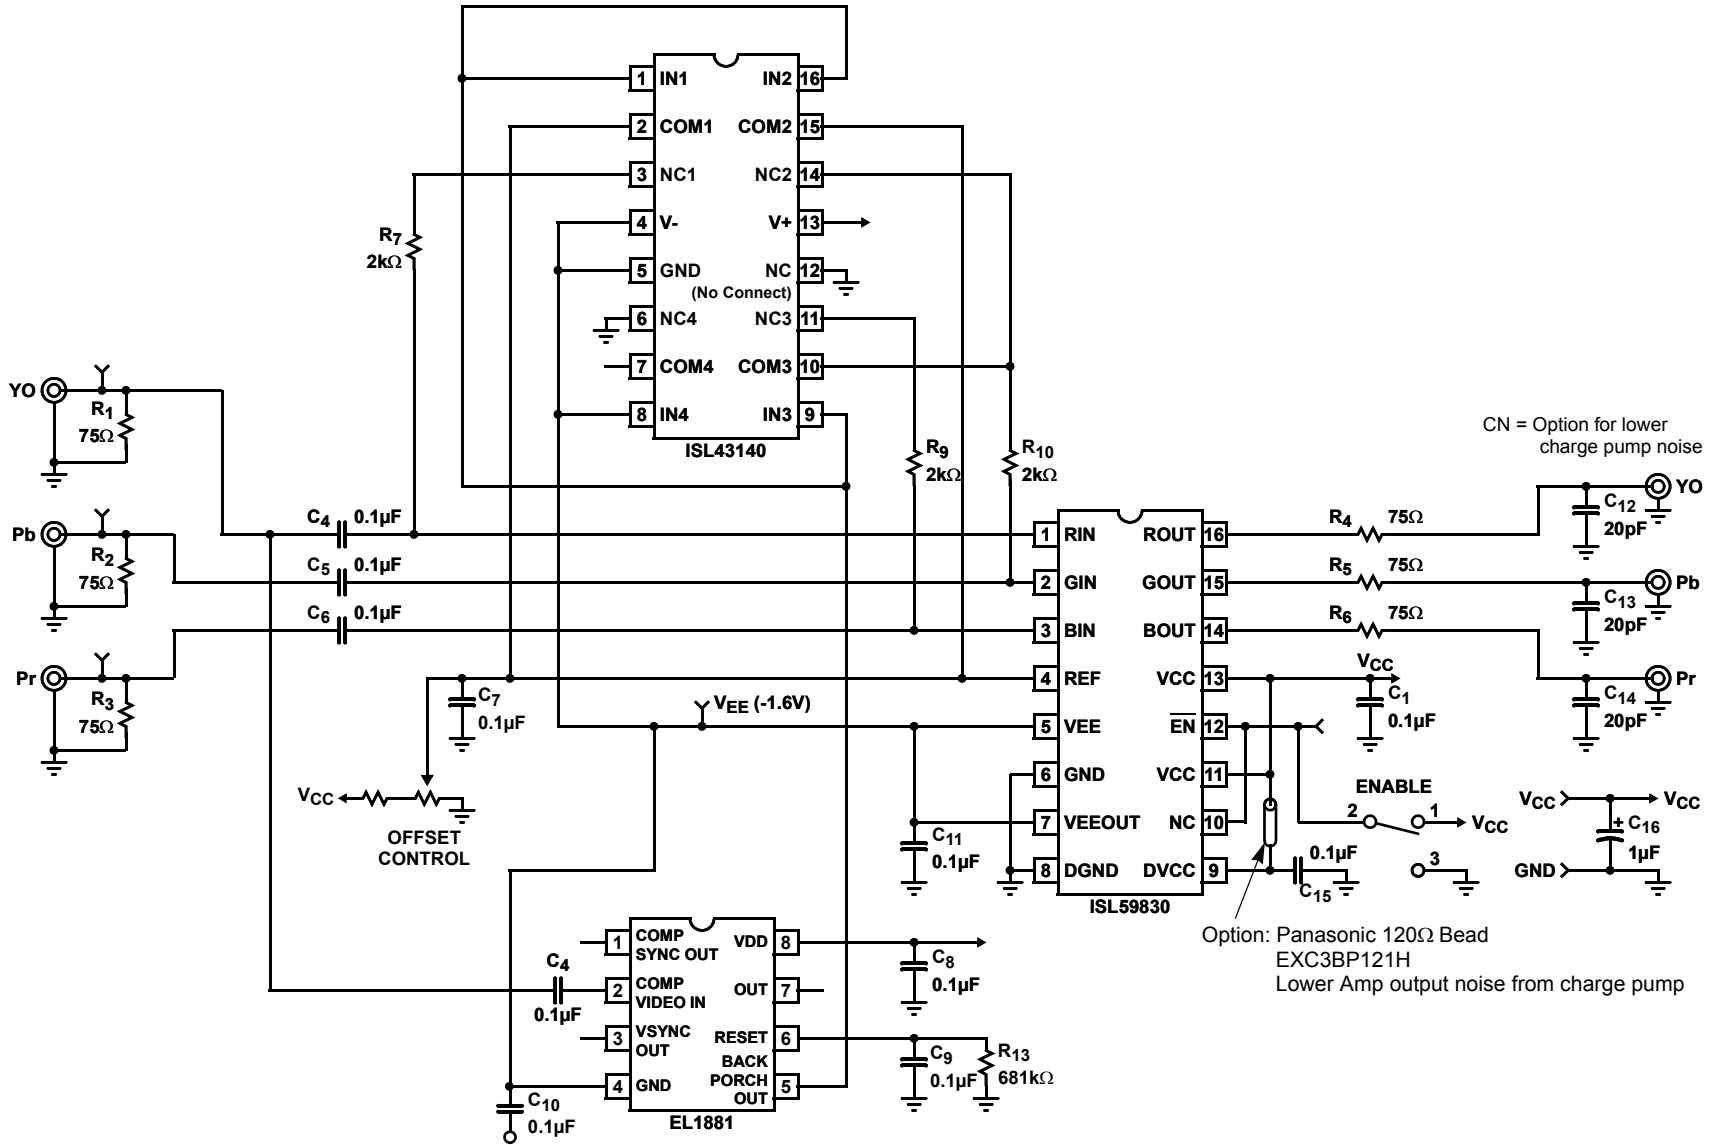 1 IN1 IN2 16
2 COM1 COM2 15
3 NC1 NC2 14
4 V- V+ 13
5 GND NC 12
(No Connect)
6 NC4 NC3 11
7 COM4 COM3 10
8 IN4 IN3 9
ISL43140
R7
2kΩ
YO
R1
75Ω
Pb
R2
75Ω
Pr
R3
75Ω
C4 0.1µF
C5 0.1µF
C6 0.1µF
R9
2kΩ
R10
2kΩ
C7
0.1µF
VEE (-1.6V)
VCC
OFFSET
CONTROL
C11
0.1µF
1 RIN ROUT 16
2 GIN GOUT 15
3 BIN BOUT 14
4 REF VCC 13
5 VEE EN 12
6 GND VCC 11
7 VEEOUT NC 10
8 DGND DVCC 9
ISL59830
CN = Option for lower
charge pump noise
R4 75Ω
R5 75Ω
R6 75Ω
YO
C12
20pF
Pb
C13
20pF
Pr
C14
20pF
VCC
C1
0.1µF
ENABLE
2 1 VCC
3
0.1µF
C15
VCC VCC
C16
+
1µF
GND
Option: Panasonic 120Ω Bead
EXC3BP121H
Lower Amp output noise from charge pump
C4
0.1µF
1 COMP SYNC OUT VDD 8
2 COMP VIDEO IN OUT 7
3 VSYNC OUT RESET 6
4 GND BACK PORCH OUT 5
EL1881
C8
0.1µF
C9
0.1µF
R13
681kΩ
C10
0.1µF